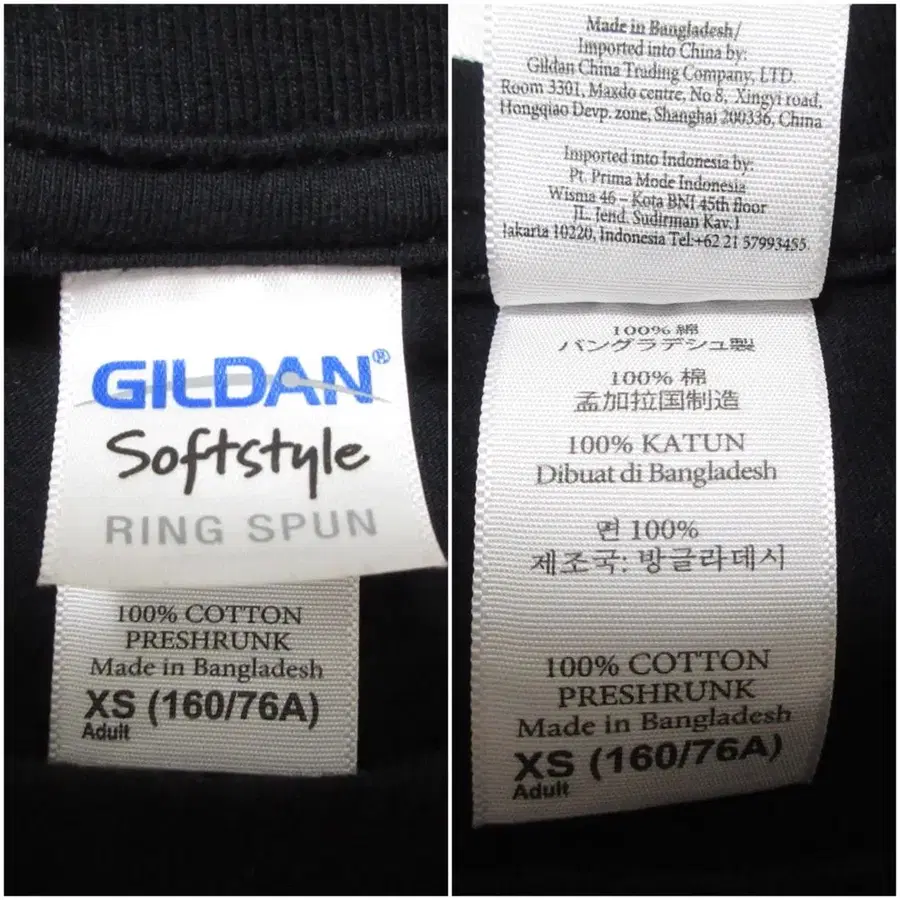 GILDAN®
Softstyle
RING SPUN
100% COTTON
PRESHRUNK
Made in Bangladesh
XS (160/76A)
Adult
Made in Bangladesh/
Imported into China by:
Gildan China Trading Company, LTD.
Room 3301, Maxdo centre, No 8, Xingyi road,
Hongqiao Devp. zone, Shanghai 200336, China
Imported into Indonesia by:
Pt. Prima Mode Indonesia
Wisma 46 – Kota BNI 45th floor
JL. Jend. Sudirman Kav.1
Jakaria 10220, Indonesia Tel:+62 21 57993455.
100% 綿
バングラデシュ製
100% 棉
孟加拉国制造
100% KATUN
Dibuat di Bangladesh
면 100%
제조국: 방글라데시
100% COTTON
PRESHRUNK
Made in Bangladesh
XS (160/76A)
Adult